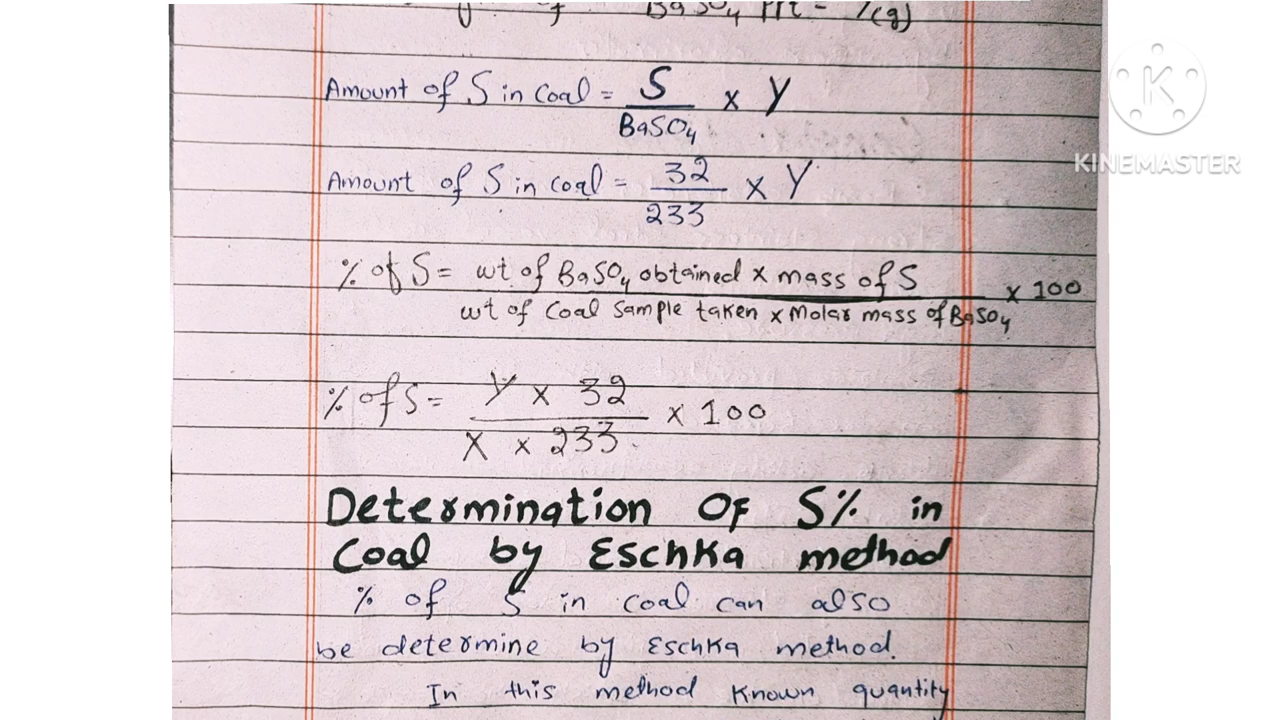 BaSO₄ ppt = Y(g)
Amount of S in coal = S / BaSO₄ x Y
Amount of S in coal = 32 / 233 x Y
% of S = wt of BaSO₄ obtained x mass of S / wt of Coal Sample taken x Molar mass of BaSO₄ x 100
% of S = Y x 32 / X x 233 x 100
Determination OF S% in
Coal by Eschka method
% of S in coal can also
be determine by Eschka method.
In this method Known quantity
K
KINEMASTER